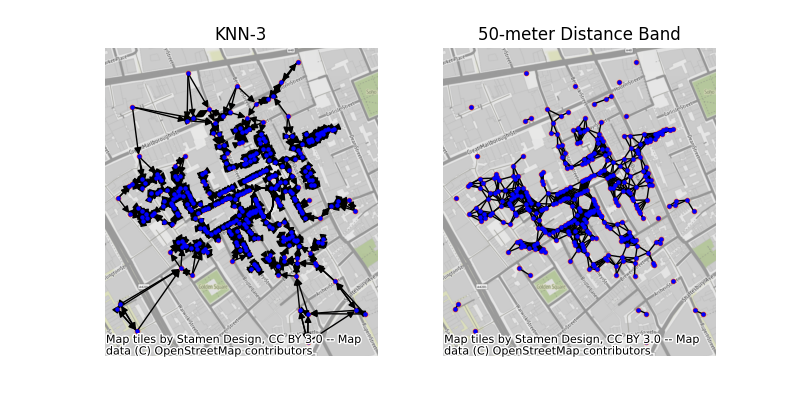 KNN-3
50-meter Distance Band
Map tiles by Stamen Design, CC BY 3.0 -- Map
data (C) OpenStreetMap contributors
Map tiles by Stamen Design, CC BY 3.0 -- Map
data (C) OpenStreetMap contributors